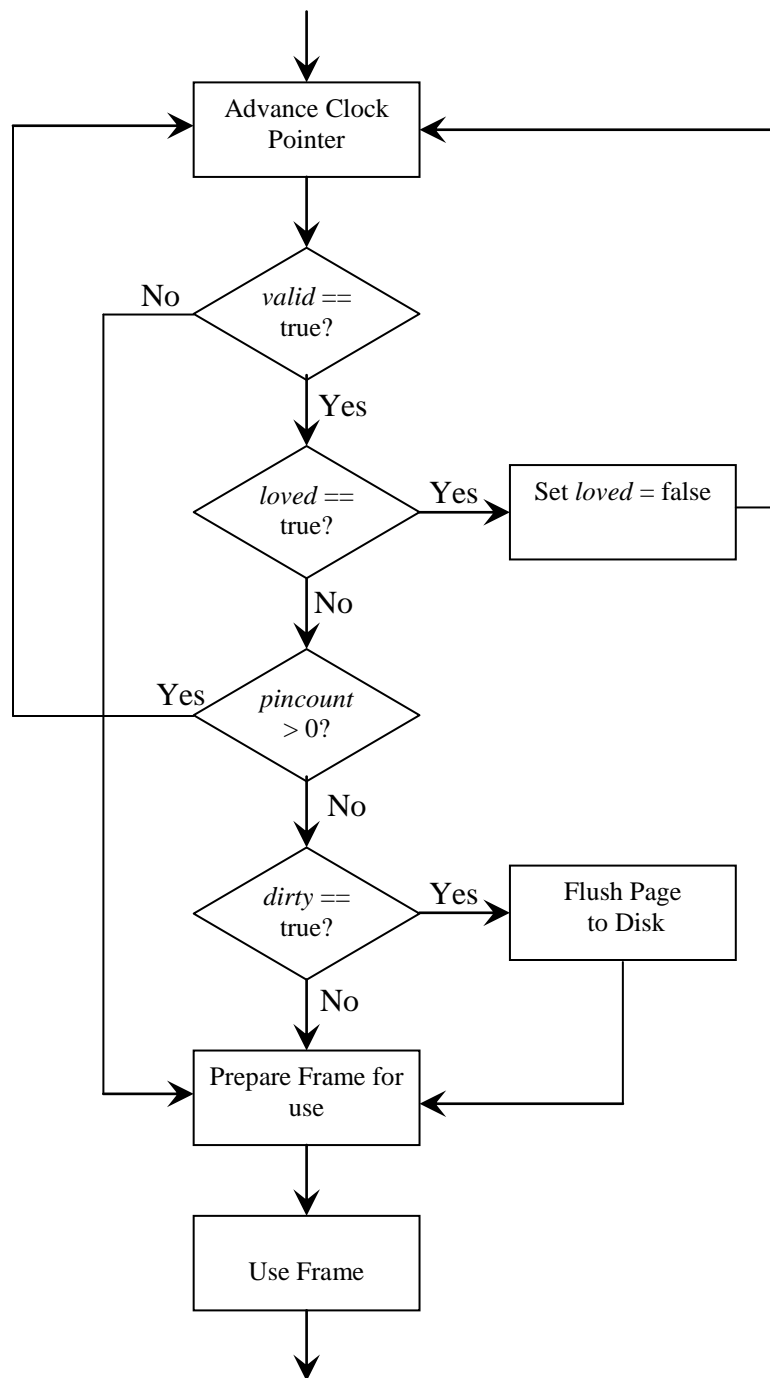 Advance Clock
Pointer
No
valid ==
true?
Yes
loved ==
true?
Yes
Set loved = false
No
Yes
pincount
> 0?
No
dirty ==
true?
Yes
Flush Page
to Disk
No
Prepare Frame for
use
Use Frame